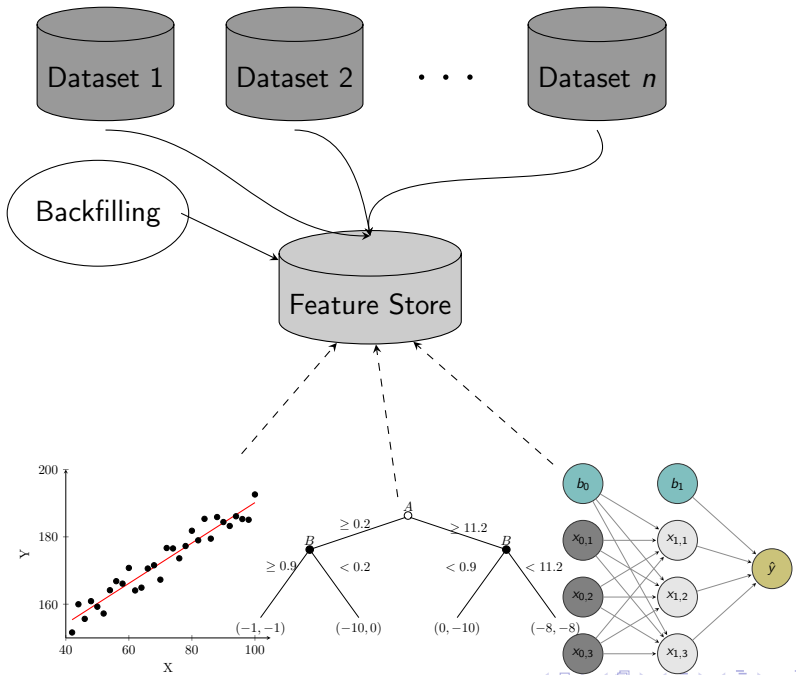 Dataset 1
Dataset 2
. . .
Dataset n
Backfilling
Feature Store
200
180
160
Y
40
60
80
100
X
A
≥ 0.2
≥ 11.2
B
B
≥ 0.9
< 0.2
< 0.9
< 11.2
(−1, −1)
(−10, 0)
(0, −10)
(−8, −8)
b₀
b₁
x₀,₁
x₁,₁
ŷ
x₀,₂
x₁,₂
x₀,₃
x₁,₃